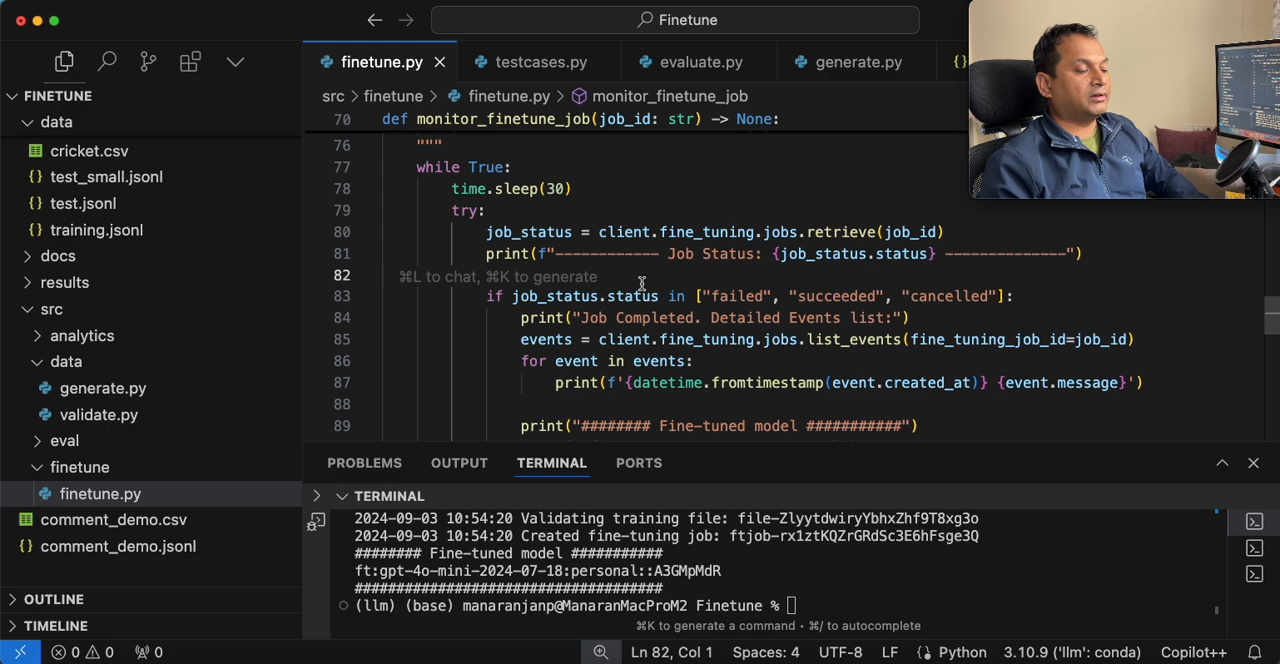 Finetune
finetune.py
testcases.py
evaluate.py
generate.py
{}
FINETUNE
data
cricket.csv
{} test_small.jsonl
{} test.jsonl
{} training.jsonl
docs
results
src
analytics
data
generate.py
validate.py
eval
finetune
finetune.py
comment_demo.csv
{} comment_demo.jsonl
OUTLINE
TIMELINE
src > finetune > finetune.py > monitor_finetune_job
70 def monitor_finetune_job(job_id: str) -> None:
76 """
77 while True:
78 time.sleep(30)
79 try:
80 job_status = client.fine_tuning.jobs.retrieve(job_id)
81 print(f"------------ Job Status: {job_status.status} --------------")
82 ⌘L to chat, ⌘K to generate
83 if job_status.status in ["failed", "succeeded", "cancelled"]:
84 print("Job Completed. Detailed Events list:")
85 events = client.fine_tuning.jobs.list_events(fine_tuning_job_id=job_id)
86 for event in events:
87 print(f'{datetime.fromtimestamp(event.created_at)} {event.message}')
88
89 print("######## Fine-tuned model ###########")
PROBLEMS
OUTPUT
TERMINAL
PORTS
TERMINAL
2024-09-03 10:54:20 Validating training file: file-ZlyytdwiryYbhxZhf9T8xg3o
2024-09-03 10:54:20 Created fine-tuning job: ftjob-rx1ztKQZrGRdSc3E6hFsge3Q
######## Fine-tuned model ###########
ft:gpt-4o-mini-2024-07-18:personal::A3GMpMdR
####################################
(llm) (base) manaranjanp@ManaranMacProM2 Finetune %
⌘K to generate a command • ⌘/ to autocomplete
0 0 0
Ln 82, Col 1
Spaces: 4
UTF-8
LF
Python
3.10.9 ('llm': conda)
Copilot++